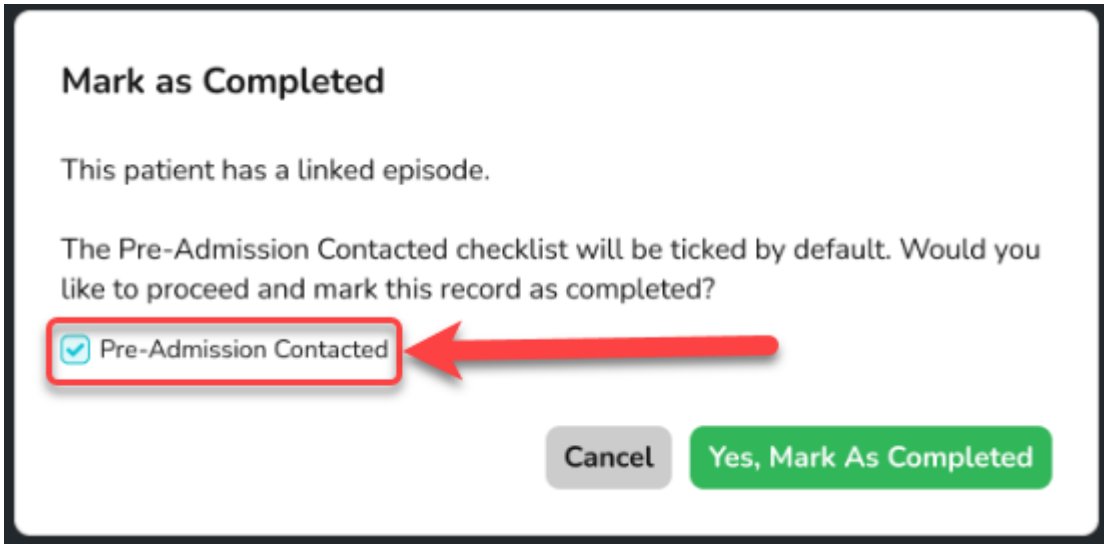 Mark as Completed
This patient has a linked episode.
The Pre-Admission Contacted checklist will be ticked by default. Would you
like to proceed and mark this record as completed?
Pre-Admission Contacted
Cancel
Yes, Mark As Completed